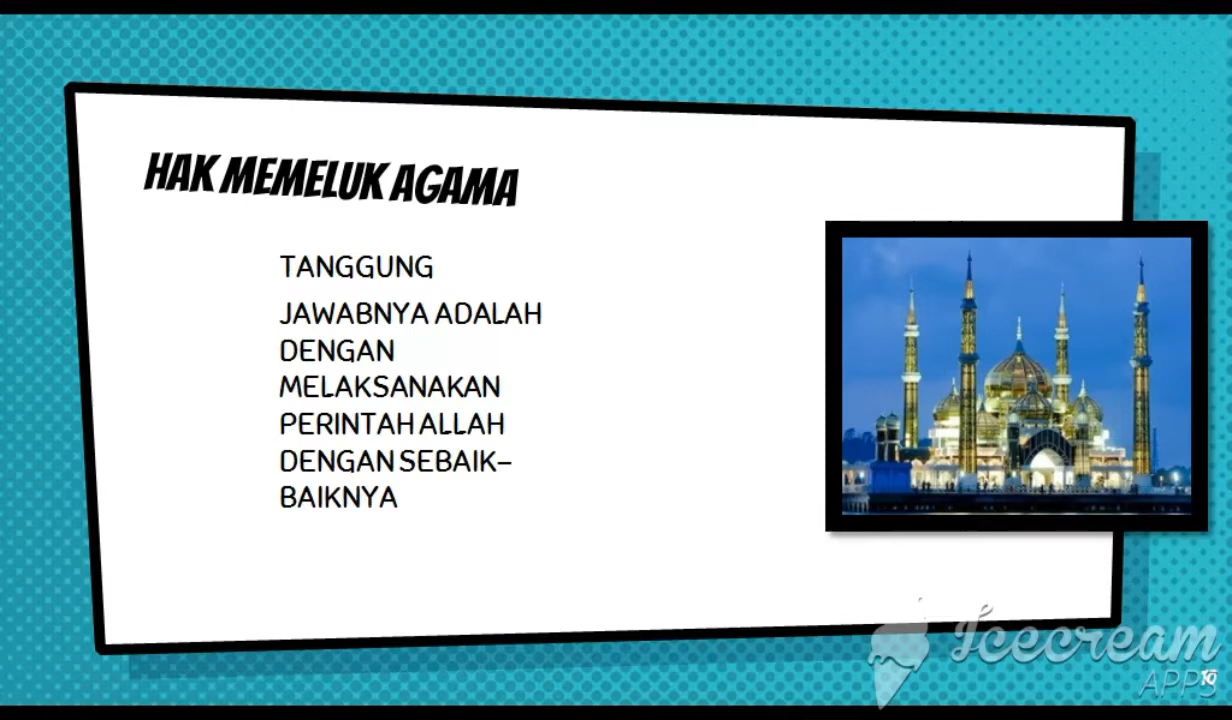 HAK MEMELUK AGAMA
TANGGUNG
JAWABNYA ADALAH
DENGAN
MELAKSANAKAN
PERINTAH ALLAH
DENGAN SEBAIK–
BAIKNYA
Icecream
APPS